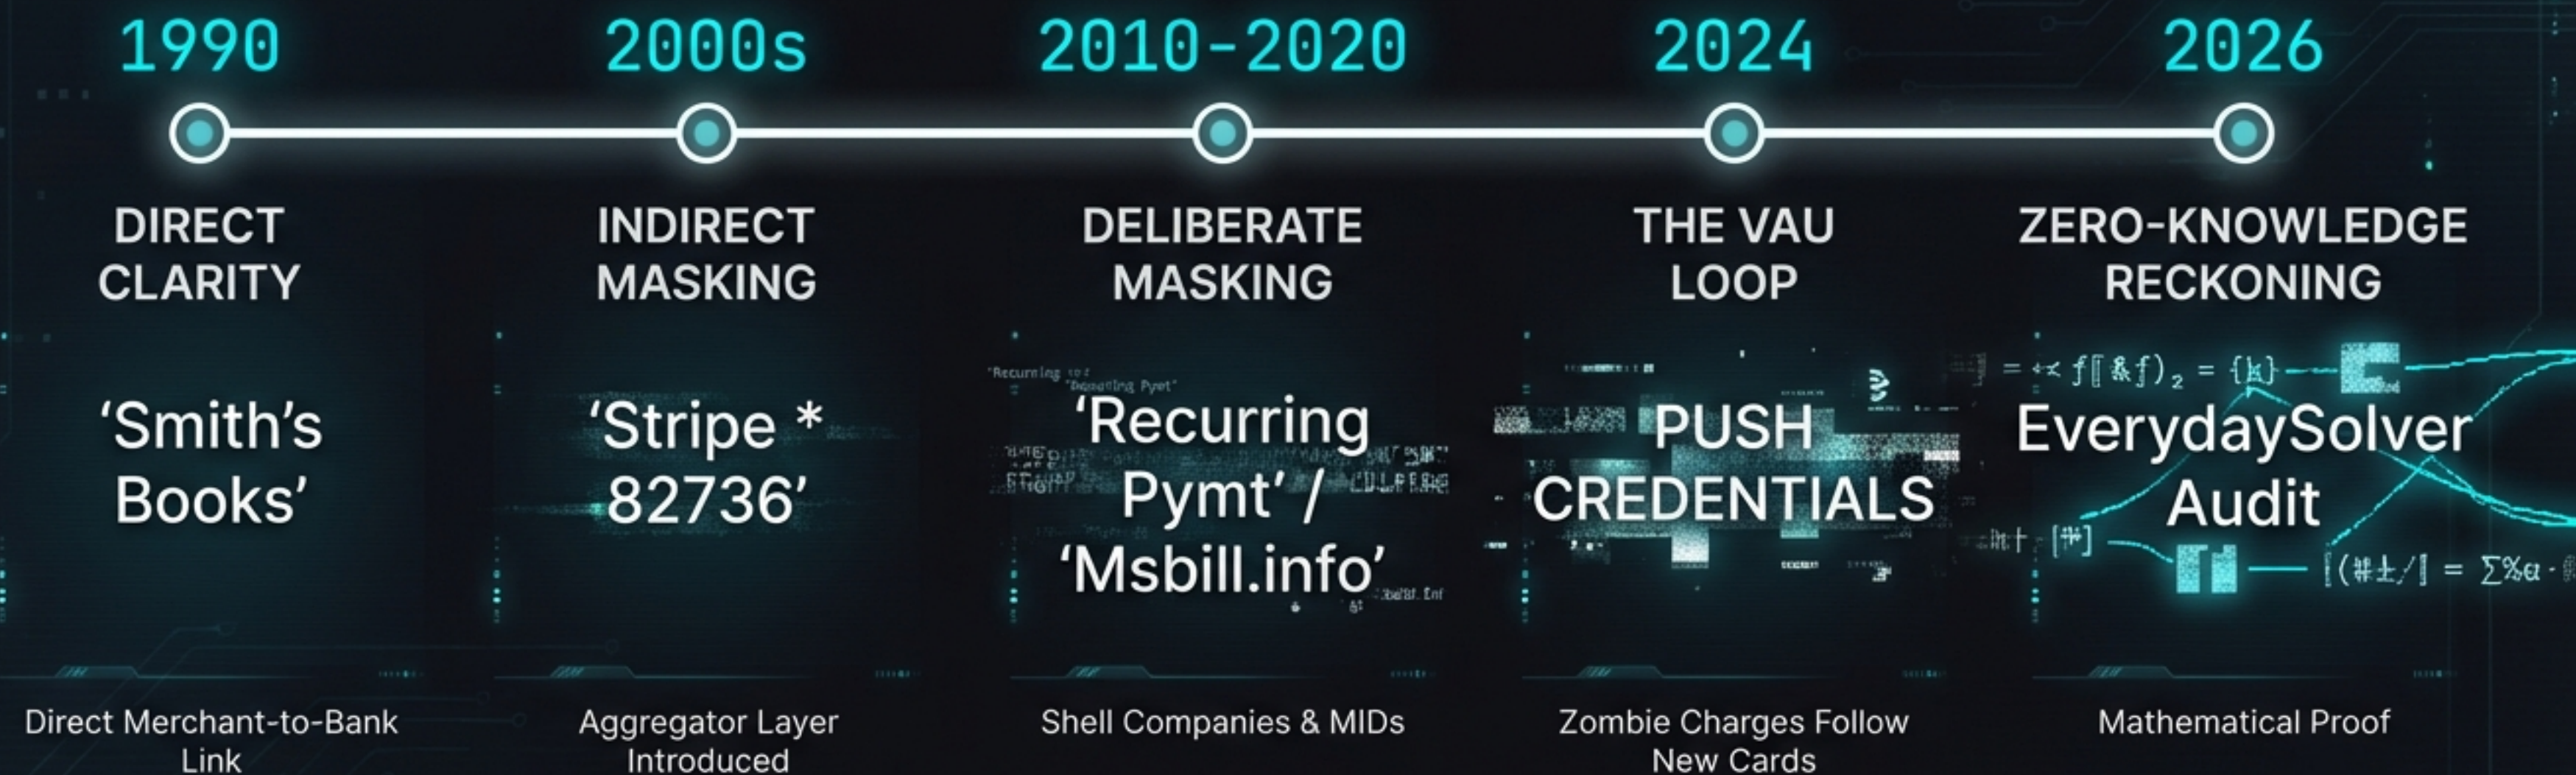 1990
2000s
2010-2020
2024
2026
DIRECT
CLARITY
INDIRECT
MASKING
DELIBERATE
MASKING
THE VAU
LOOP
ZERO-KNOWLEDGE
RECKONING
‘Smith’s
Books’
‘Stripe *
82736’
"Recurring
‘Recurring
Pymt’ /
‘Msbill.info’
PUSH
CREDENTIALS
EverydaySolver
Audit
Direct Merchant-to-Bank
Link
Aggregator Layer
Introduced
Shell Companies & MIDs
Zombie Charges Follow
New Cards
Mathematical Proof